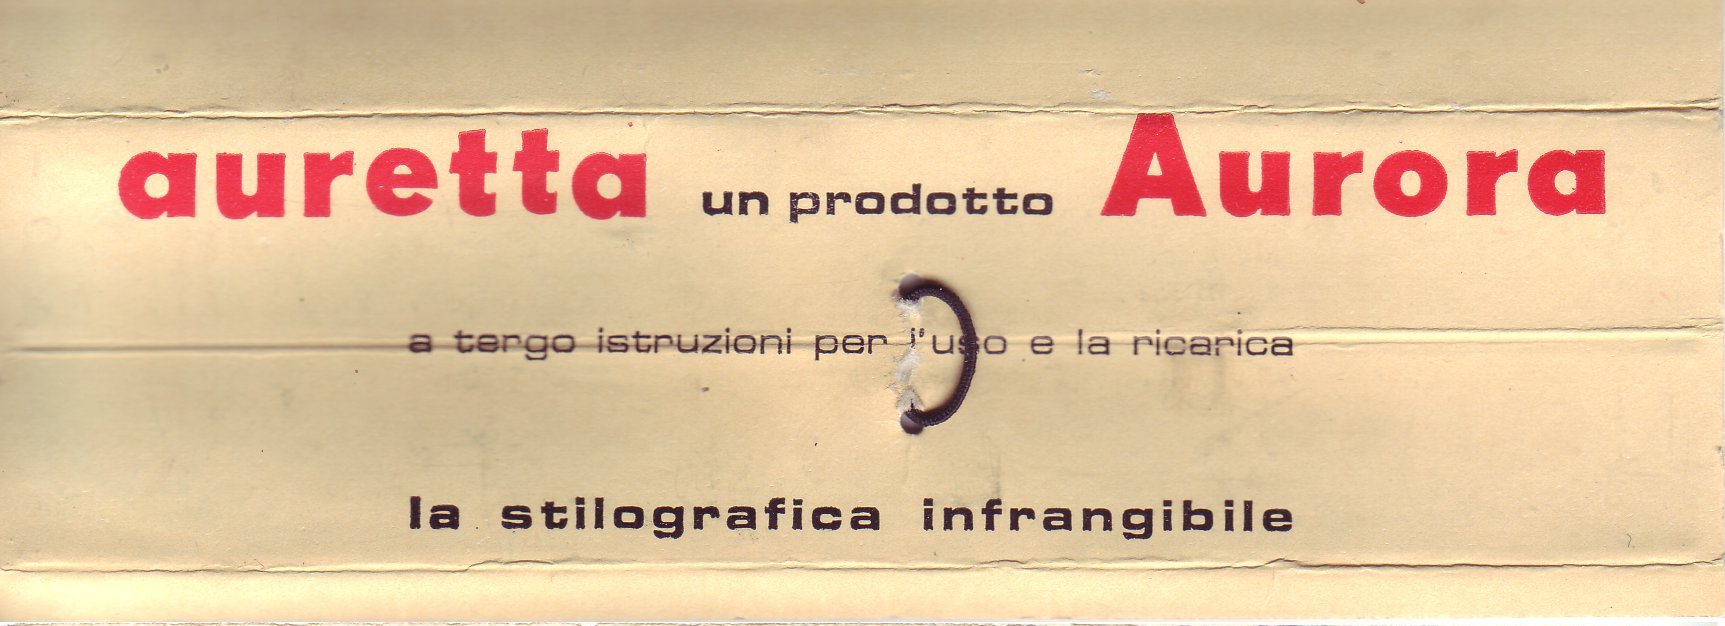 auretta un prodotto Aurora
a tergo istruzioni per l'uso e la ricarica
la stilografica infrangibile